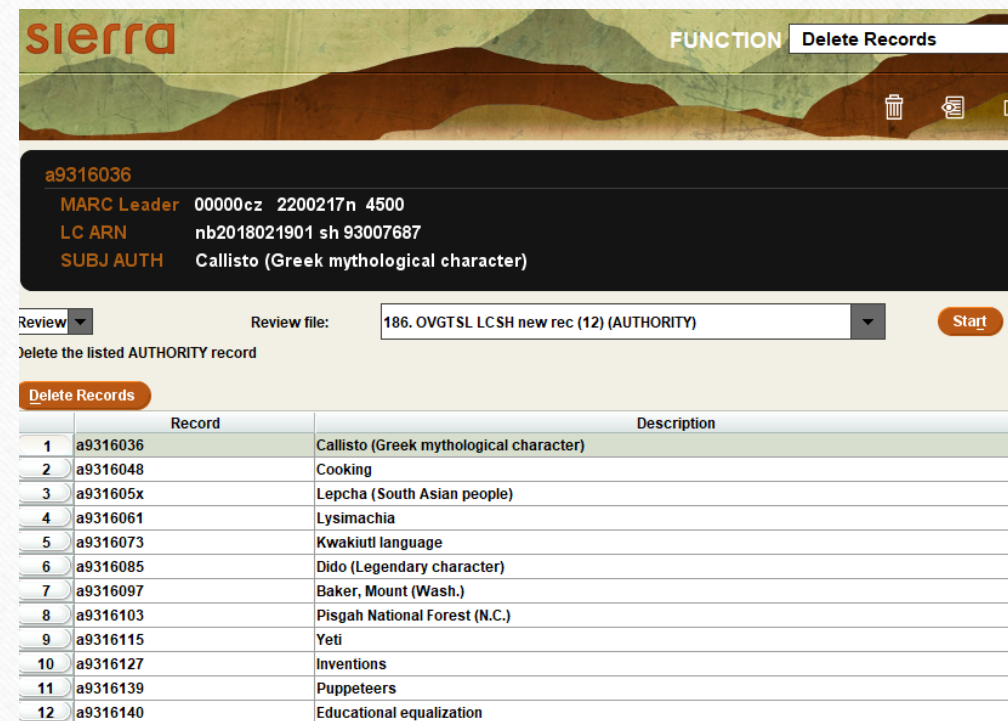 sierra
FUNCTION Delete Records
a9316036
MARC Leader 00000cz 2200217n 4500
LC ARN nb2018021901 sh 93007687
SUBJ AUTH Callisto (Greek mythological character)
Review Review file: 186. OVGTSL LCSH new rec (12) (AUTHORITY) Start
Delete the listed AUTHORITY record
Delete Records
Record Description
1 a9316036 Callisto (Greek mythological character)
2 a9316048 Cooking
3 a931605x Lepcha (South Asian people)
4 a9316061 Lysimachia
5 a9316073 Kwakiutl language
6 a9316085 Dido (Legendary character)
7 a9316097 Baker, Mount (Wash.)
8 a9316103 Pisgah National Forest (N.C.)
9 a9316115 Yeti
10 a9316127 Inventions
11 a9316139 Puppeteers
12 a9316140 Educational equalization